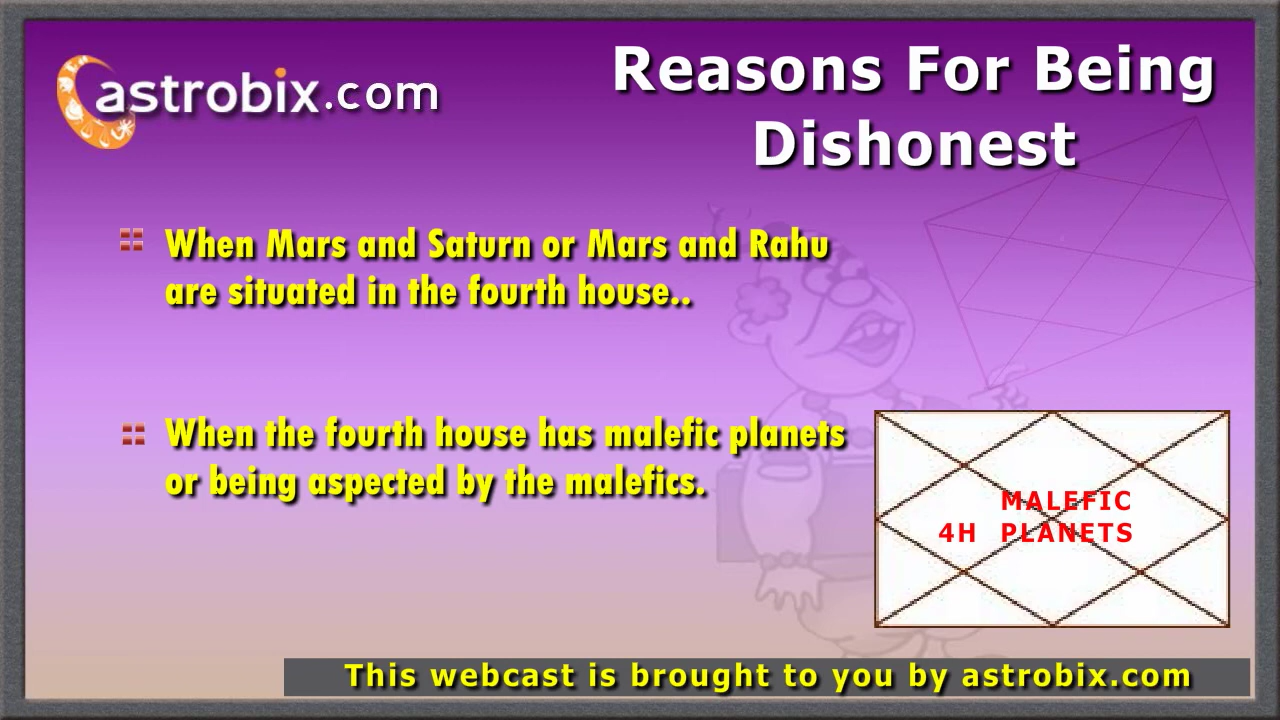 astrobix.com
Reasons For Being
Dishonest
When Mars and Saturn or Mars and Rahu
are situated in the fourth house..
When the fourth house has malefic planets
or being aspected by the malefics.
MALEFIC
4H PLANETS
This webcast is brought to you by astrobix.com